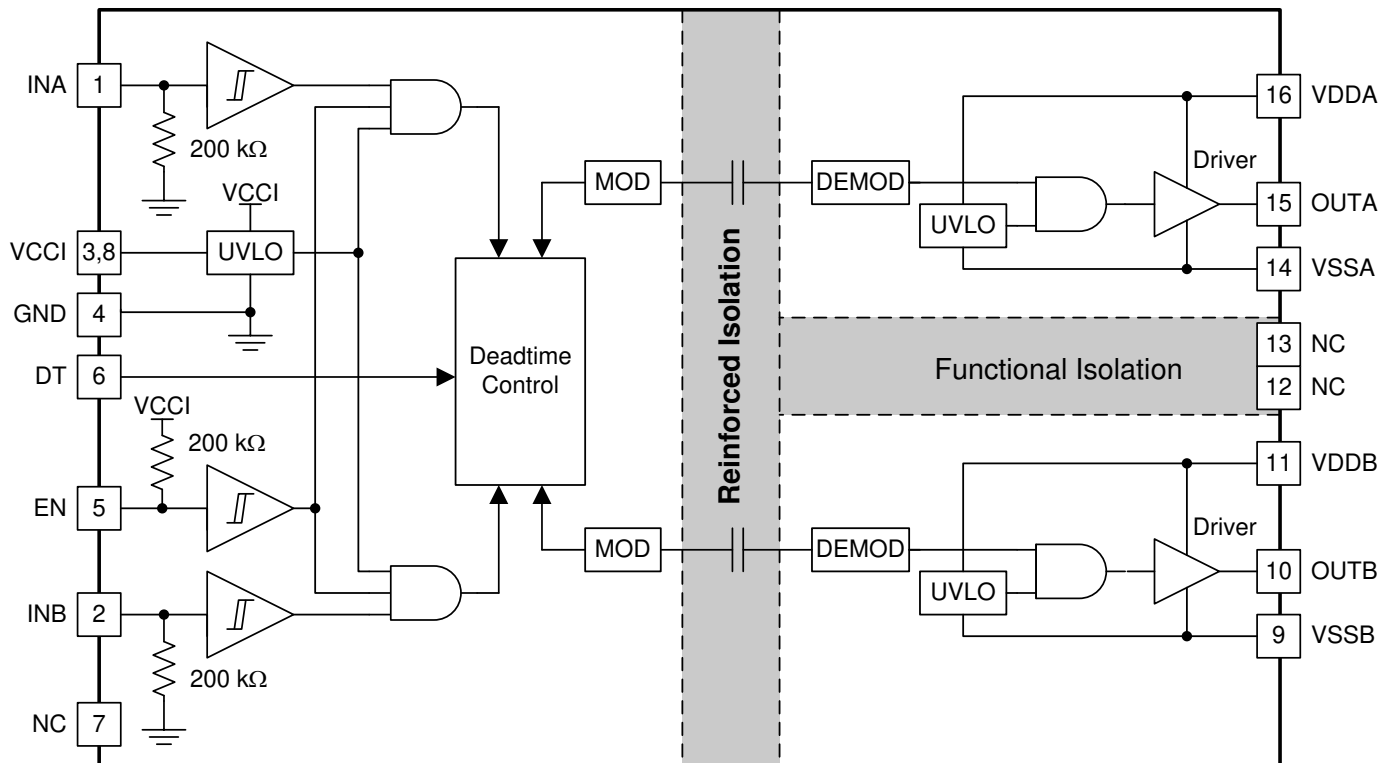 INA 1
200 kΩ
VCCI
VCCI 3,8 UVLO
GND 4
DT 6
VCCI
200 kΩ
EN 5
INB 2
200 kΩ
NC 7
Deadtime
Control
MOD
MOD
Reinforced Isolation
DEMOD
UVLO
Driver
16 VDDA
15 OUTA
14 VSSA
Functional Isolation
13 NC
12 NC
DEMOD
UVLO
Driver
11 VDDB
10 OUTB
9 VSSB